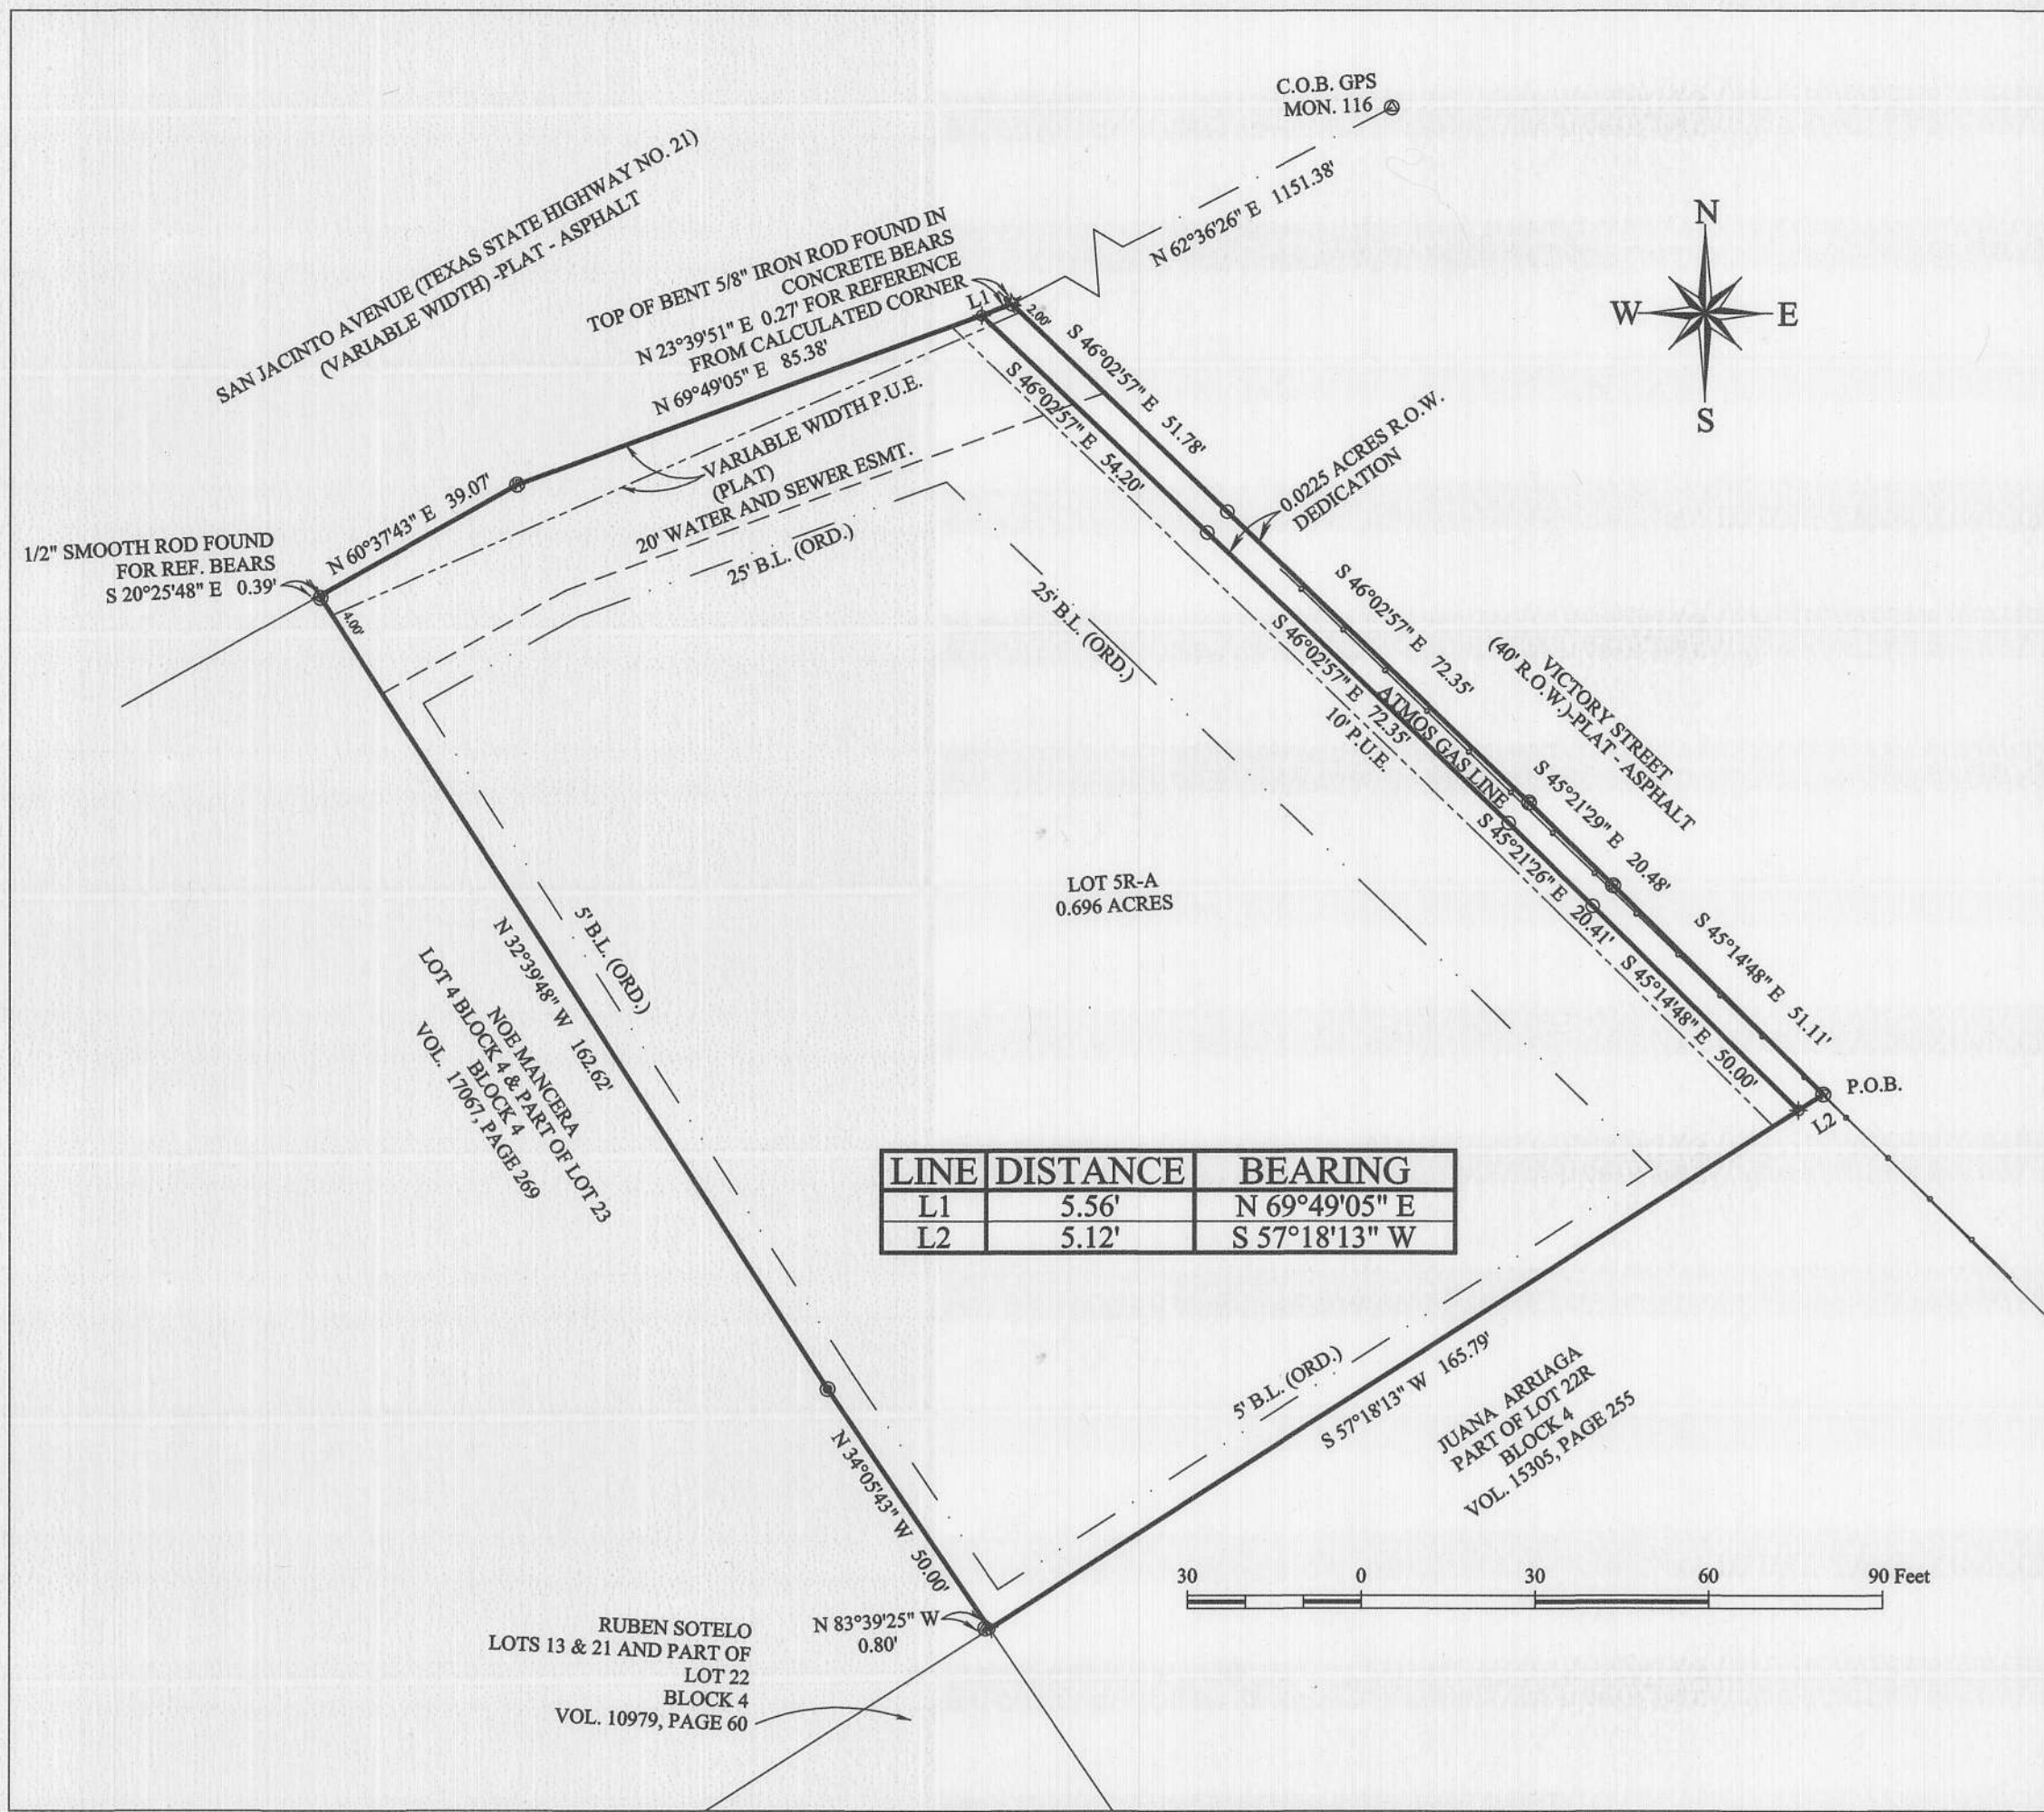 C.O.B. GPS
MON. 116
N 62°36'26" E 1151.38'
SAN JACINTO AVENUE (TEXAS STATE HIGHWAY NO. 21)
(VARIABLE WIDTH) -PLAT - ASPHALT
TOP OF BENT 5/8" IRON ROD FOUND IN
CONCRETE BEARS
N 23°39'51" E 0.27' FOR REFERENCE
FROM CALCULATED CORNER
N 69°49'05" E 85.38'
L1
2.00'
N
W
E
S
S 46°02'57" E 51.78'
S 46°02'57" E 54.20'
0.0225 ACRES R.O.W.
DEDICATION
VARIABLE WIDTH P.U.E.
(PLAT)
20' WATER AND SEWER ESMT.
25' B.L. (ORD.)
N 60°37'43" E 39.07'
1/2" SMOOTH ROD FOUND
FOR REF. BEARS
S 20°25'48" E 0.39'
4.00'
25' B.L. (ORD.)
S 46°02'57" E 72.35'
S 46°02'57" E 72.35'
10' P.U.E.
ATMOS GAS LINE
VICTORY STREET
(40' R.O.W.)-PLAT - ASPHALT
S 45°21'29" E 20.48'
S 45°21'26" E 20.41'
S 45°14'48" E 51.11'
S 45°14'48" E 50.00'
P.O.B.
L2
LOT 5R-A
0.696 ACRES
5' B.L. (ORD.)
N 32°39'48" W 162.62'
NOE MANCERA
LOT 4 BLOCK 4 & PART OF LOT 23
BLOCK 4
VOL. 17067, PAGE 269
LINE DISTANCE BEARING
L1 5.56' N 69°49'05" E
L2 5.12' S 57°18'13" W
5' B.L. (ORD.)
S 57°18'13" W 165.79'
JUANA ARRIAGA
PART OF LOT 22R
BLOCK 4
VOL. 15305, PAGE 255
N 34°05'43" W 50.00'
30 0 30 60 90 Feet
N 83°39'25" W
0.80'
RUBEN SOTELO
LOTS 13 & 21 AND PART OF
LOT 22
BLOCK 4
VOL. 10979, PAGE 60